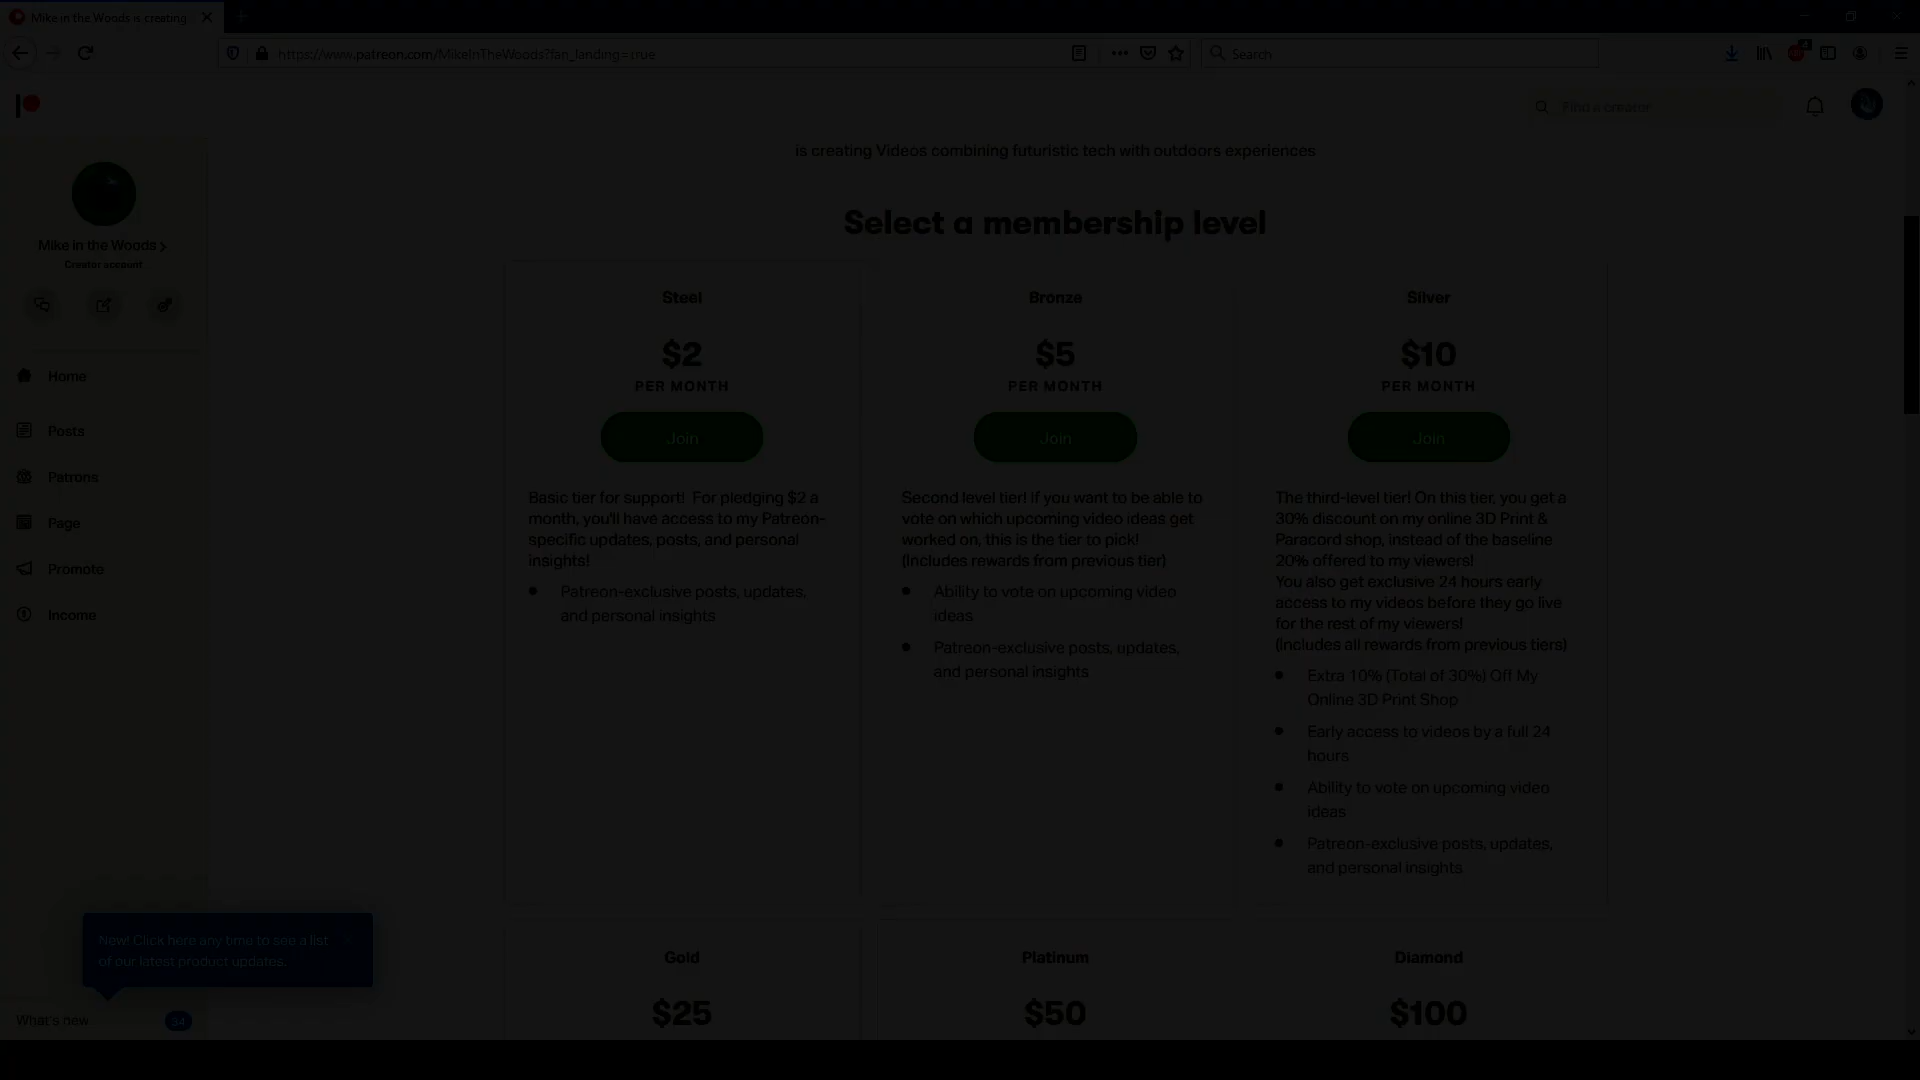 Mike in the Woods is creating
https://www.patreon.com/MikeInTheWoods?fan_landing=true
Search
Find a creator
is creating Videos combining futuristic tech with outdoors experiences
Mike in the Woods
Creator account
Home
Posts
Patrons
Page
Promote
Income
Select a membership level
Steel
$2
PER MONTH
Join
Basic tier for support! For pledging $2 a
month, you'll have access to my Patreon-
specific updates, posts, and personal
insights!
Patreon-exclusive posts, updates,
and personal insights
Bronze
$5
PER MONTH
Join
Second level tier! If you want to be able to
vote on which upcoming video ideas get
worked on, this is the tier to pick!
(Includes rewards from previous tier)
Ability to vote on upcoming video
ideas
Patreon-exclusive posts, updates,
and personal insights
Silver
$10
PER MONTH
Join
The third-level tier! On this tier, you get a
30% discount on my online 3D Print &
Paracord shop, instead of the baseline
20% offered to my viewers!
You also get exclusive 24 hours early
access to my videos before they go live
for the rest of my viewers!
(Includes all rewards from previous tiers)
Extra 10% (Total of 30%) Off My
Online 3D Print Shop
Early access to videos by a full 24
hours
Ability to vote on upcoming video
ideas
Patreon-exclusive posts, updates,
and personal insights
Gold
$25
Platinum
$50
Diamond
$100
New! Click here any time to see a list
of our latest product updates.
What's new
34